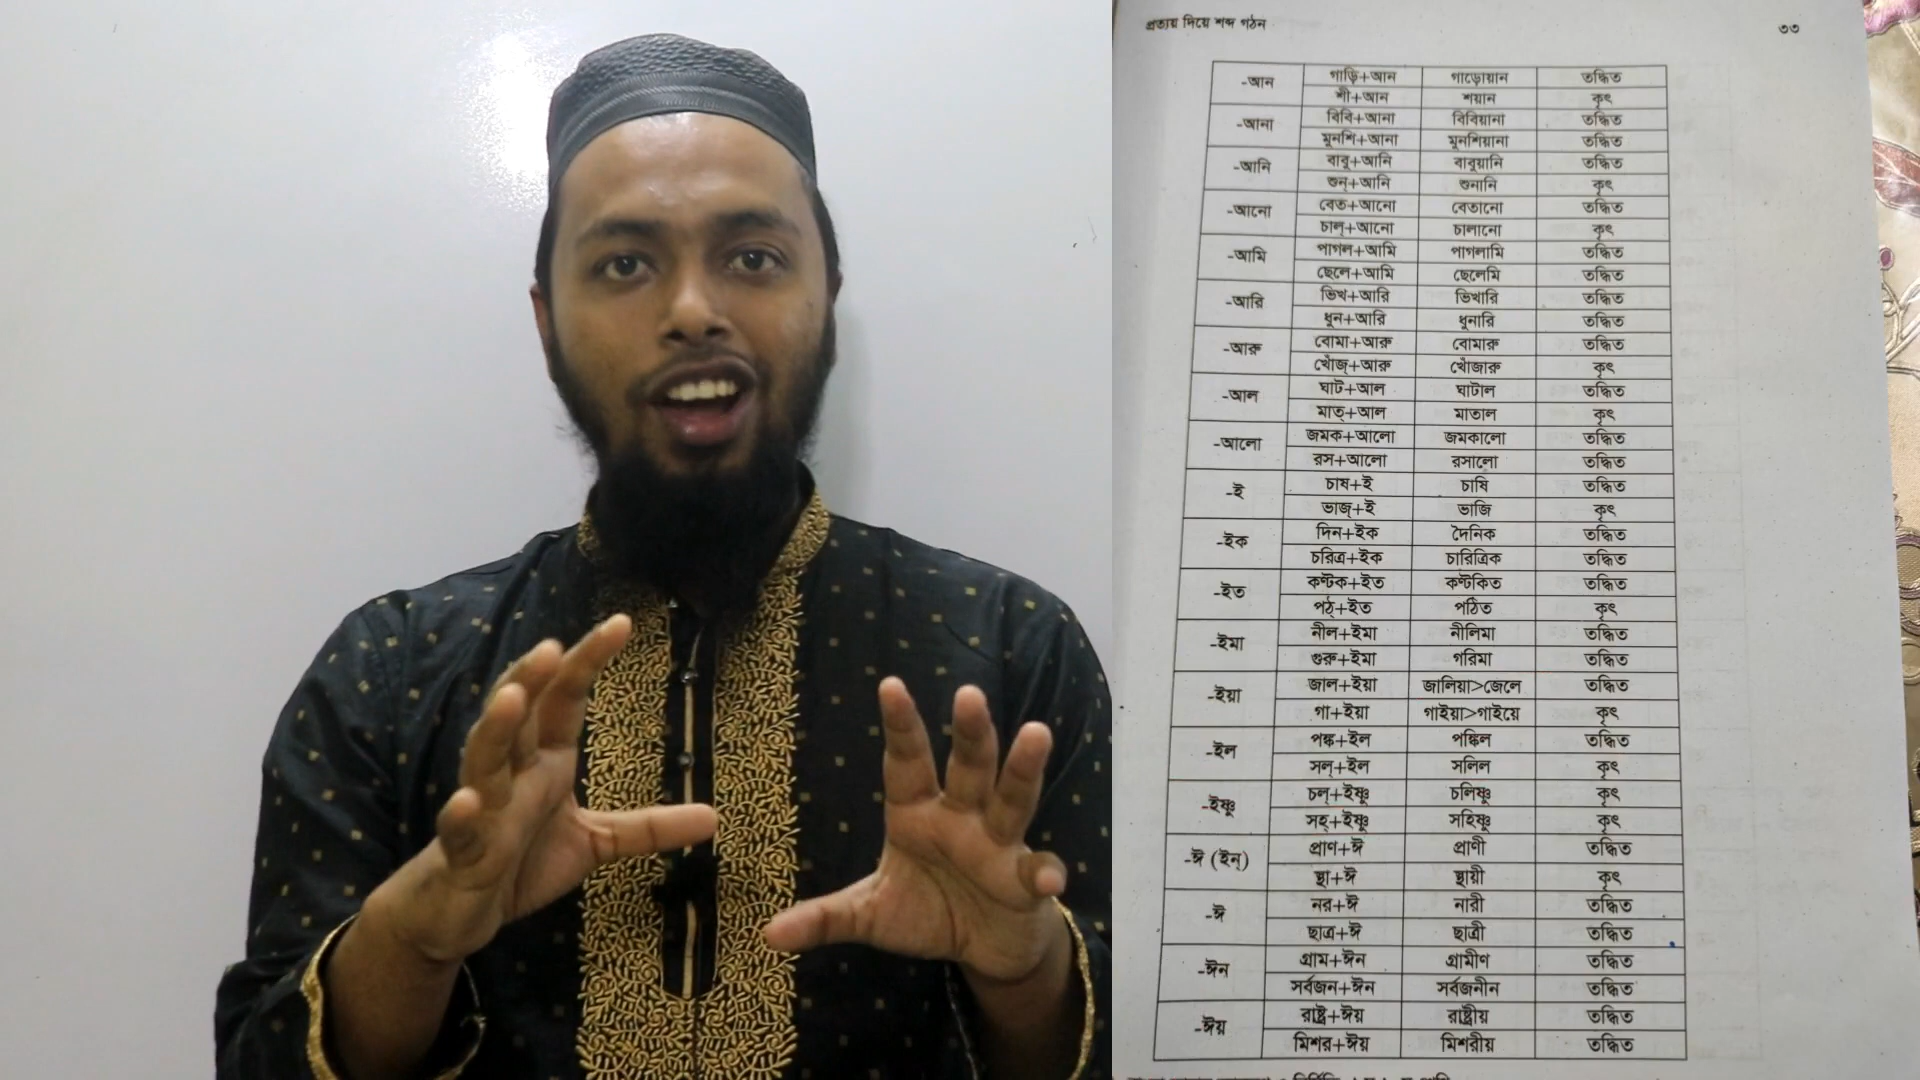 প্রত্যয় দিয়ে শব্দ গঠন ৩৩
-আন গাড়ি+আন গাড়োয়ান তদ্ধিত
শী+আন শয়ান কৃৎ
-আনা বিবি+আনা বিবিয়ানা তদ্ধিত
মুনশি+আনা মুনশিয়ানা তদ্ধিত
-আনি বাবু+আনি বাবুয়ানি তদ্ধিত
শুন্+আনি শুনানি কৃৎ
-আনো বেত+আনো বেতানো তদ্ধিত
চাল্+আনো চালানো কৃৎ
-আমি পাগল+আমি পাগলামি তদ্ধিত
ছেলে+আমি ছেলেমি তদ্ধিত
-আরি ভিখ+আরি ভিখারি তদ্ধিত
ধুন+আরি ধুনারি তদ্ধিত
-আরু বোমা+আরু বোমারু তদ্ধিত
খোঁজ্+আরু খোঁজারু কৃৎ
-আল ঘাট+আল ঘাটাল তদ্ধিত
মাত্+আল মাতাল কৃৎ
-আলো জমক+আলো জমকালো তদ্ধিত
রস+আলো রসালো তদ্ধিত
-ই চাষ+ই চাষি তদ্ধিত
ভাজ্+ই ভাজি কৃৎ
-ইক দিন+ইক দৈনিক তদ্ধিত
চরিত্র+ইক চারিত্রিক তদ্ধিত
-ইত কণ্টক+ইত কণ্টকিত তদ্ধিত
পঠ্+ইত পঠিত কৃৎ
-ইমা নীল+ইমা নীলিমা তদ্ধিত
গুরু+ইমা গরিমা তদ্ধিত
-ইয়া জাল+ইয়া জালিয়া>জেলে তদ্ধিত
গা+ইয়া গাইয়া>গাইয়ে কৃৎ
-ইল পঙ্ক+ইল পঙ্কিল তদ্ধিত
সল্+ইল সলিল কৃৎ
-ইষ্ণু চল্+ইষ্ণু চলিষ্ণু কৃৎ
সহ্+ইষ্ণু সহিষ্ণু কৃৎ
-ঈ (ইন্) প্রাণ+ঈ প্রাণী তদ্ধিত
স্থা+ঈ স্থায়ী কৃৎ
-ঈ নর+ঈ নারী তদ্ধিত
ছাত্র+ঈ ছাত্রী তদ্ধিত
-ঈন গ্রাম+ঈন গ্রামীণ তদ্ধিত
সর্বজন+ঈন সর্বজনীন তদ্ধিত
-ঈয় রাষ্ট্র+ঈয় রাষ্ট্রীয় তদ্ধিত
মিশর+ঈয় মিশরীয় তদ্ধিত